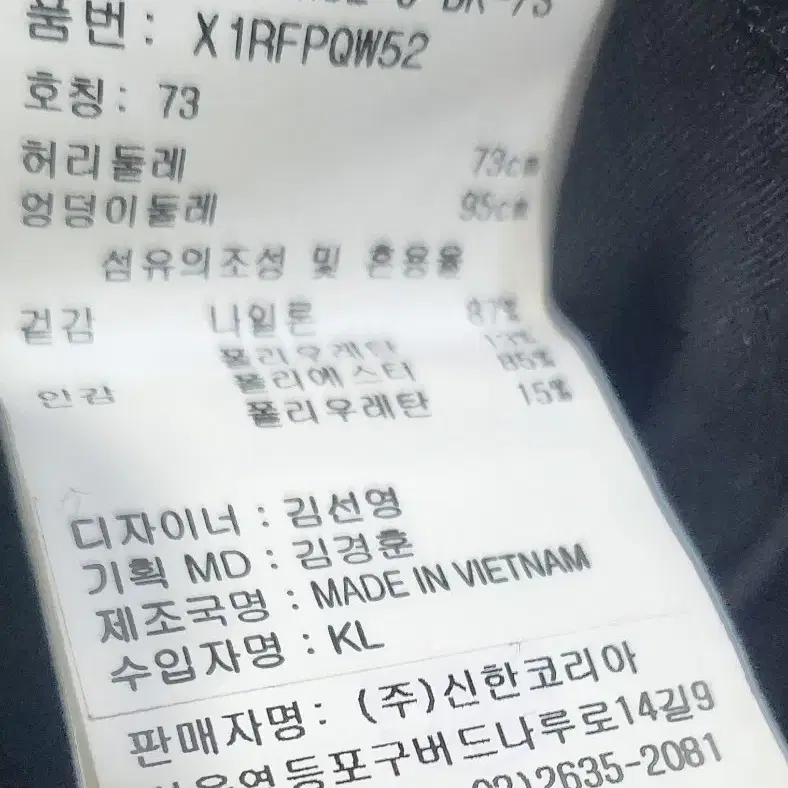 품번: X1RFPQW52
호칭: 73
허리둘레 73cm
엉덩이둘레 95cm
섬유의조성 및 혼용율
겉감 나일론 87%
폴리우레탄 13%
안감 폴리에스터 85%
폴리우레탄 15%
디자이너 : 김선영
기획 MD : 김경훈
제조국명 : MADE IN VIETNAM
수입자명 : KL
판매자명: (주)신한코리아
영등포구버드나루로14길9
02)2635-2081